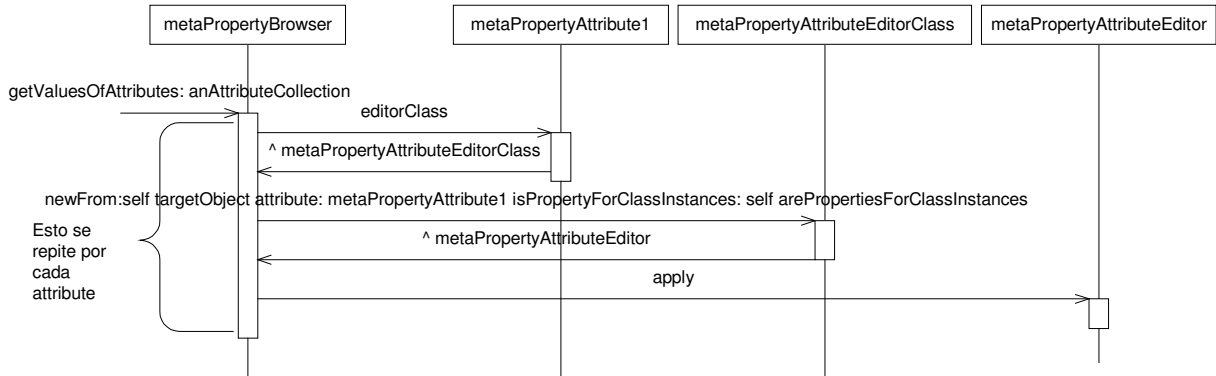 metaPropertyBrowser
metaPropertyAttribute1
metaPropertyAttributeEditorClass
metaPropertyAttributeEditor
getValuesOfAttributes: anAttributeCollection
editorClass
^ metaPropertyAttributeEditorClass
newFrom:self targetObject attribute: metaPropertyAttribute1 isPropertyForClassInstances: self arePropertiesForClassInstances
Esto se
repite por
cada
attribute
^ metaPropertyAttributeEditor
apply